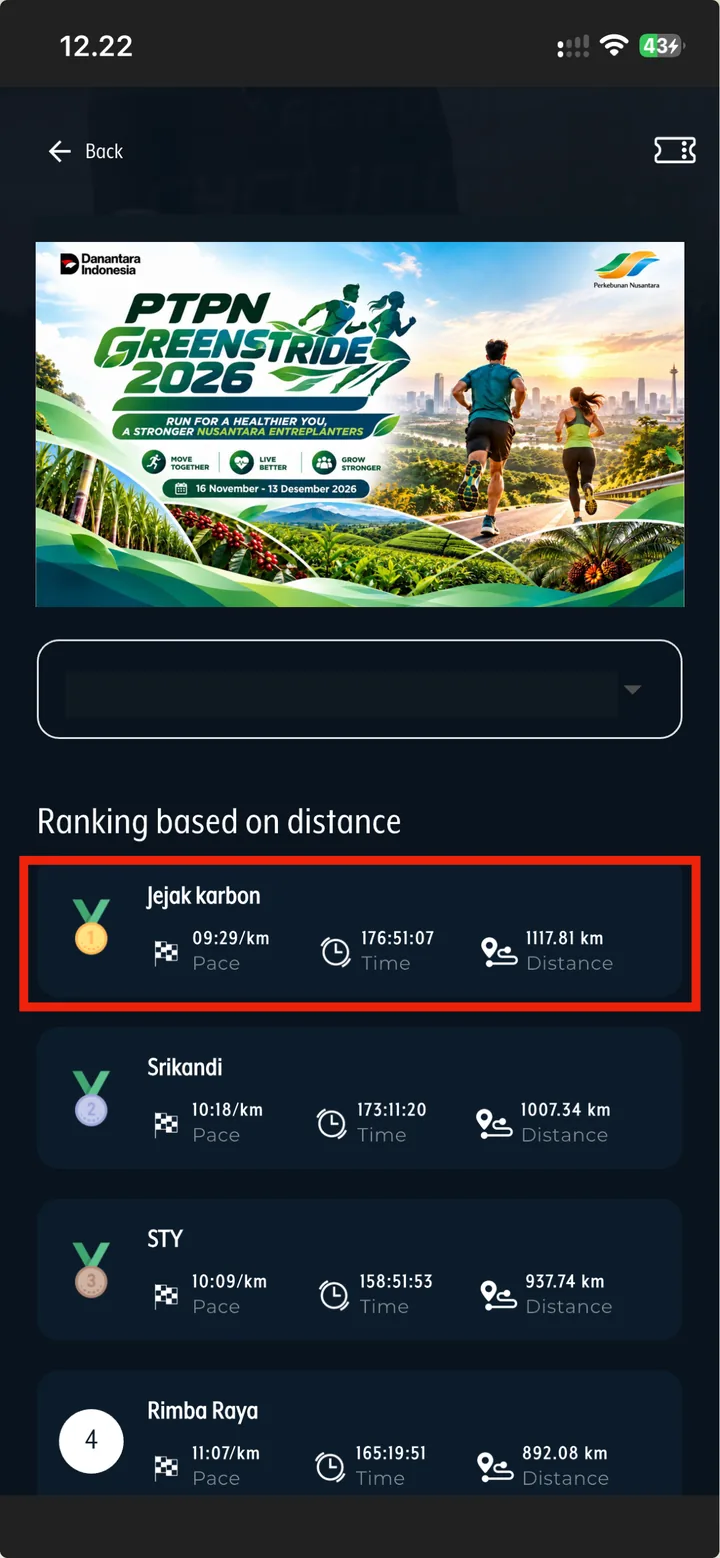 12.22
43
Back
Danantara
Indonesia
Perkebunan Nusantara
PTPN
GREENSTRIDE
2026
RUN FOR A HEALTHIER YOU,
A STRONGER NUSANTARA ENTREPLANTERS
MOVE
TOGETHER
LIVE
BETTER
GROW
STRONGER
16 November - 13 Desember 2026
Ranking based on distance
1
Jejak karbon
09:29/km
Pace
176:51:07
Time
1117.81 km
Distance
2
Srikandi
10:18/km
Pace
173:11:20
Time
1007.34 km
Distance
3
STY
10:09/km
Pace
158:51:53
Time
937.74 km
Distance
4
Rimba Raya
11:07/km
Pace
165:19:51
Time
892.08 km
Distance